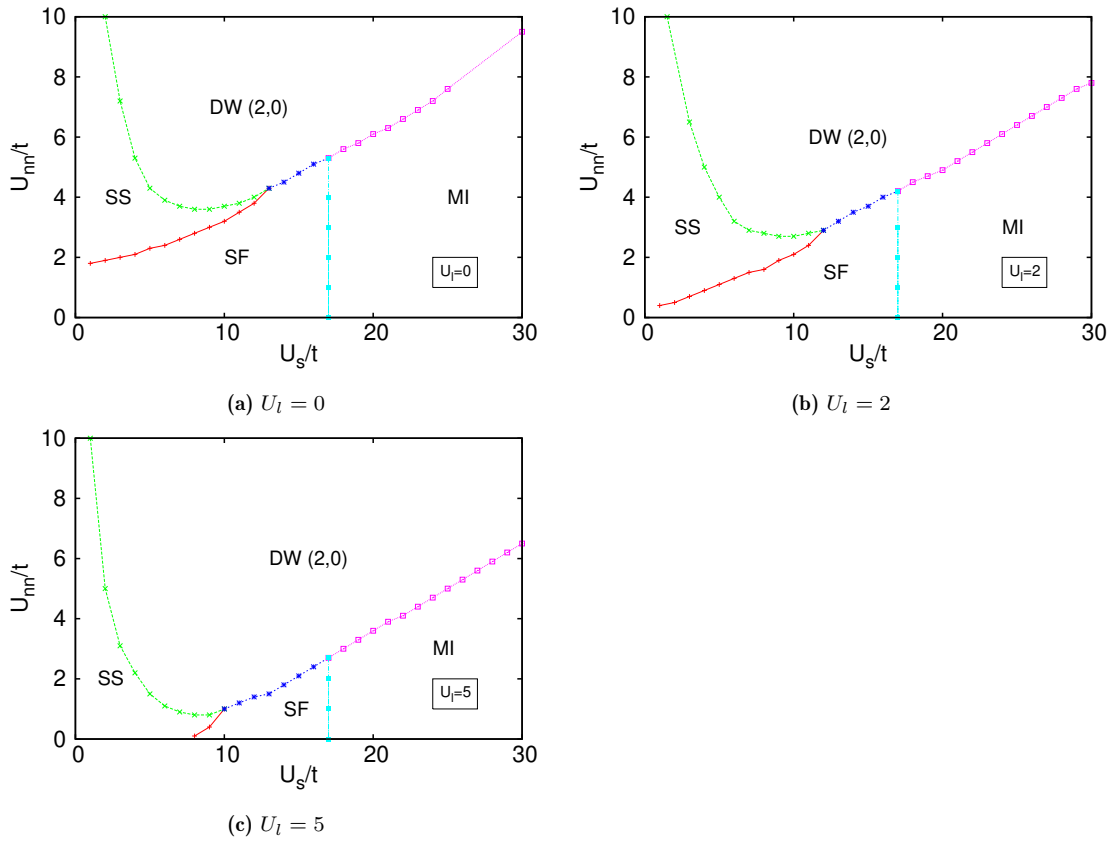 10
8
6
4
2
0
U_nn/t
DW (2,0)
SS
SF
MI
U_l=0
0 10 20 30
U_s/t
(a) U_l = 0
10
8
6
4
2
0
U_nn/t
DW (2,0)
SS
SF
MI
U_l=2
0 10 20 30
U_s/t
(b) U_l = 2
10
8
6
4
2
0
U_nn/t
DW (2,0)
SS
SF
MI
U_l=5
0 10 20 30
U_s/t
(c) U_l = 5